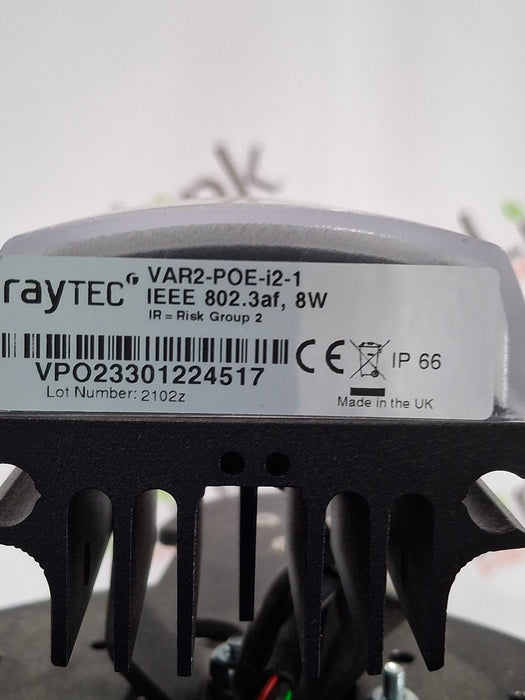 rayTEC
VAR2-POE-i2-1
IEEE 802.3af, 8W
IR = Risk Group 2
VPO23301224517
Lot Number: 2102z
CE
IP 66
Made in the UK